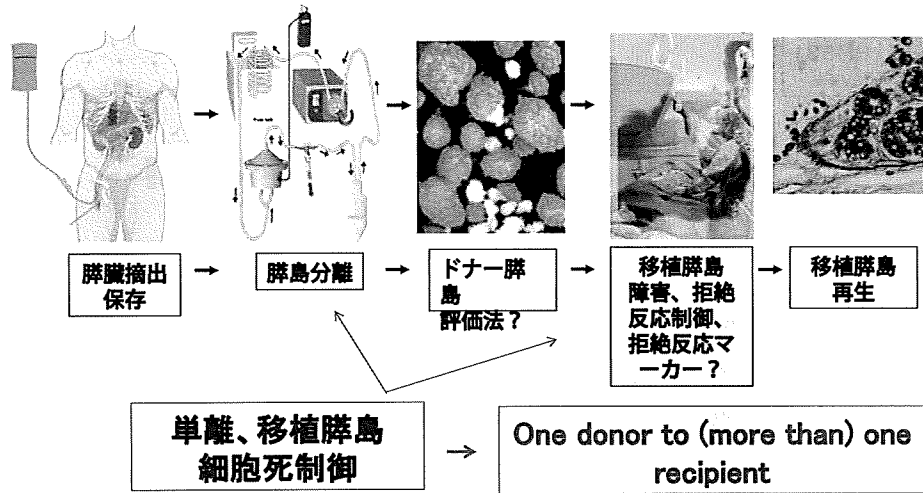 膵臓摘出
保存
膵島分離
ドナー膵
島
評価法？
移植膵島
障害、拒絶
反応制御、
拒絶反応マ
ーカー？
移植膵島
再生
単離、移植膵島
細胞死制御
One donor to (more than) one
recipient